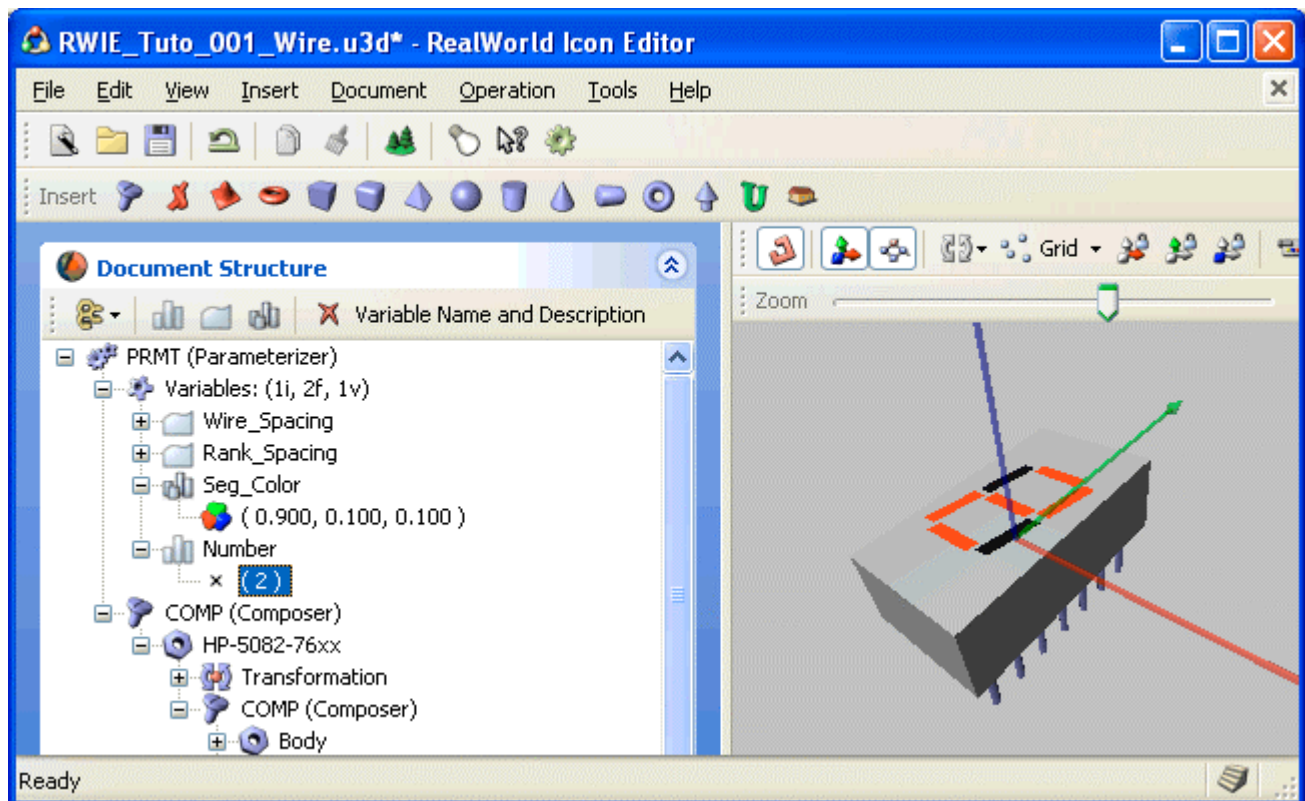 RWIE_Tuto_001_Wire.u3d* - RealWorld Icon Editor
File Edit View Insert Document Operation Tools Help
Insert
Document Structure
Grid
Variable Name and Description
Zoom
PRMT (Parameterizer)
Variables: (1i, 2f, 1v)
Wire_Spacing
Rank_Spacing
Seg_Color
( 0.900, 0.100, 0.100 )
Number
( 2 )
COMP (Composer)
HP-5082-76xx
Transformation
COMP (Composer)
Body
Ready